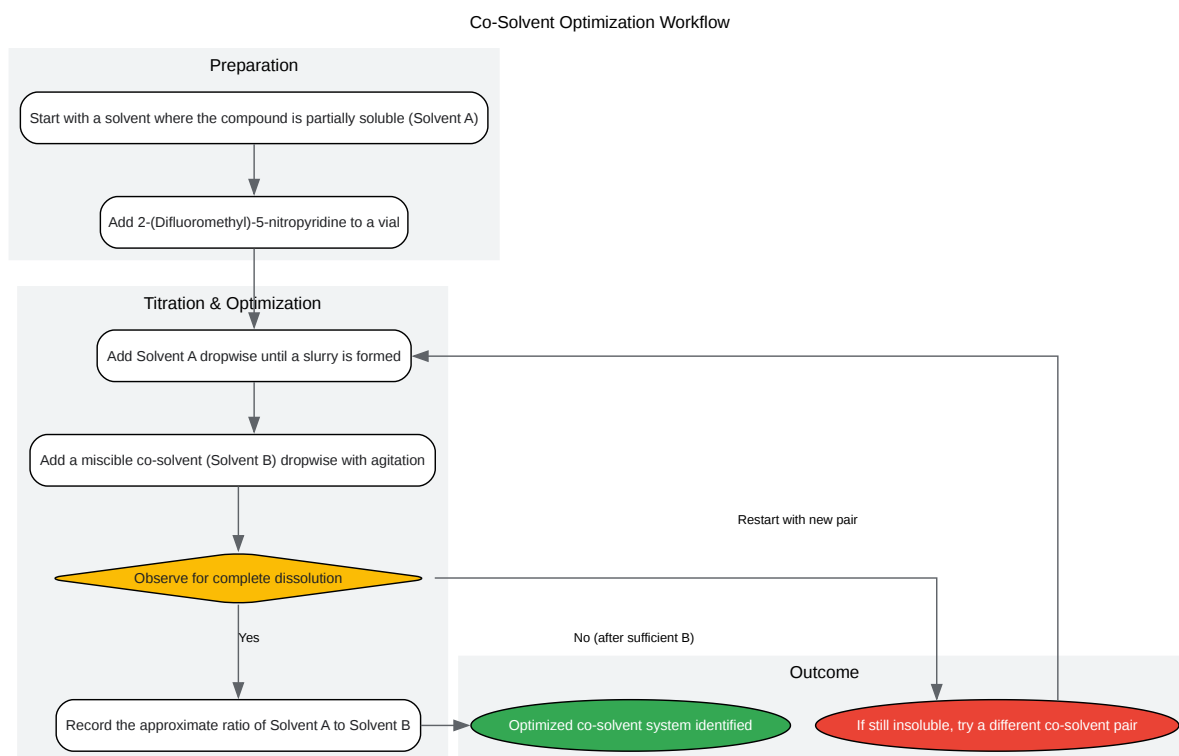 Co-Solvent Optimization Workflow
Preparation
Start with a solvent where the compound is partially soluble (Solvent A)
Add 2-(Difluoromethyl)-5-nitropyridine to a vial
Titration & Optimization
Add Solvent A dropwise until a slurry is formed
Add a miscible co-solvent (Solvent B) dropwise with agitation
Restart with new pair
Observe for complete dissolution
Yes
No (after sufficient B)
Outcome
Record the approximate ratio of Solvent A to Solvent B
Optimized co-solvent system identified
If still insoluble, try a different co-solvent pair